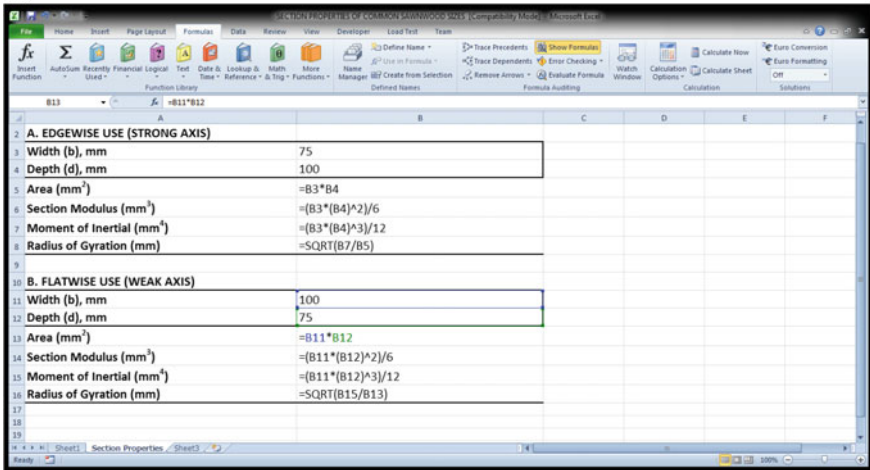 SECTION PROPERTIES OF COMMON SAWNWOOD SIZES [Compatibility Mode] - Microsoft Excel
File Home Insert Page Layout Formulas Data Review View Developer Load Test Team
Insert Function
AutoSum
Recently Used
Financial
Logical
Text
Date & Time
Lookup & Reference
Math & Trig
More Functions
Function Library
Name Manager
Define Name
Use in Formula
Create from Selection
Defined Names
Trace Precedents
Trace Dependents
Remove Arrows
Show Formulas
Error Checking
Evaluate Formula
Watch Window
Formula Auditing
Calculation Options
Calculate Now
Calculate Sheet
Calculation
Euro Conversion
Euro Formatting
Off
Solutions
B13 fx =B11*B12
A B C D E F
2 A. EDGEWISE USE (STRONG AXIS)
3 Width (b), mm 75
4 Depth (d), mm 100
5 Area (mm²) =B3*B4
6 Section Modulus (mm³) =(B3*(B4)^2)/6
7 Moment of Inertial (mm⁴) =(B3*(B4)^3)/12
8 Radius of Gyration (mm) =SQRT(B7/B5)
9
10 B. FLATWISE USE (WEAK AXIS)
11 Width (b), mm 100
12 Depth (d), mm 75
13 Area (mm²) =B11*B12
14 Section Modulus (mm³) =(B11*(B12)^2)/6
15 Moment of Inertial (mm⁴) =(B11*(B12)^3)/12
16 Radius of Gyration (mm) =SQRT(B15/B13)
17
18
19
Sheet1 Section Properties Sheet3
Ready 100%